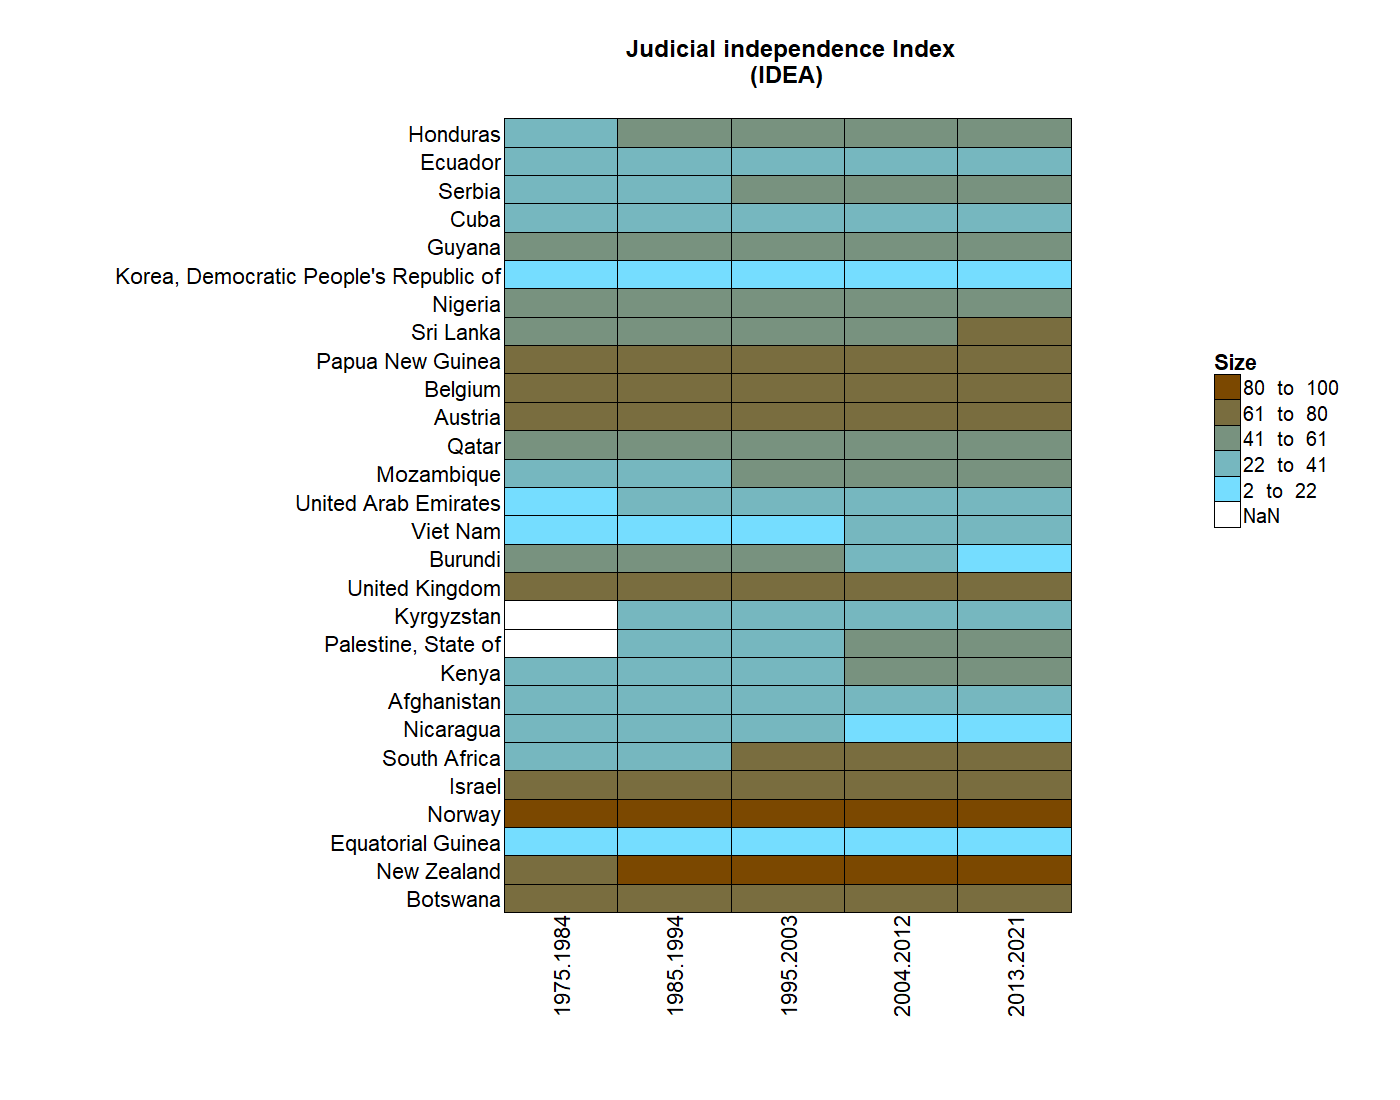 Judicial independence Index
(IDEA)
Honduras
Ecuador
Serbia
Cuba
Guyana
Korea, Democratic People's Republic of
Nigeria
Sri Lanka
Papua New Guinea
Belgium
Austria
Qatar
Mozambique
United Arab Emirates
Viet Nam
Burundi
United Kingdom
Kyrgyzstan
Palestine, State of
Kenya
Afghanistan
Nicaragua
South Africa
Israel
Norway
Equatorial Guinea
New Zealand
Botswana
1975.1984
1985.1994
1995.2003
2004.2012
2013.2021
Size
80 to 100
61 to 80
41 to 61
22 to 41
2 to 22
NaN